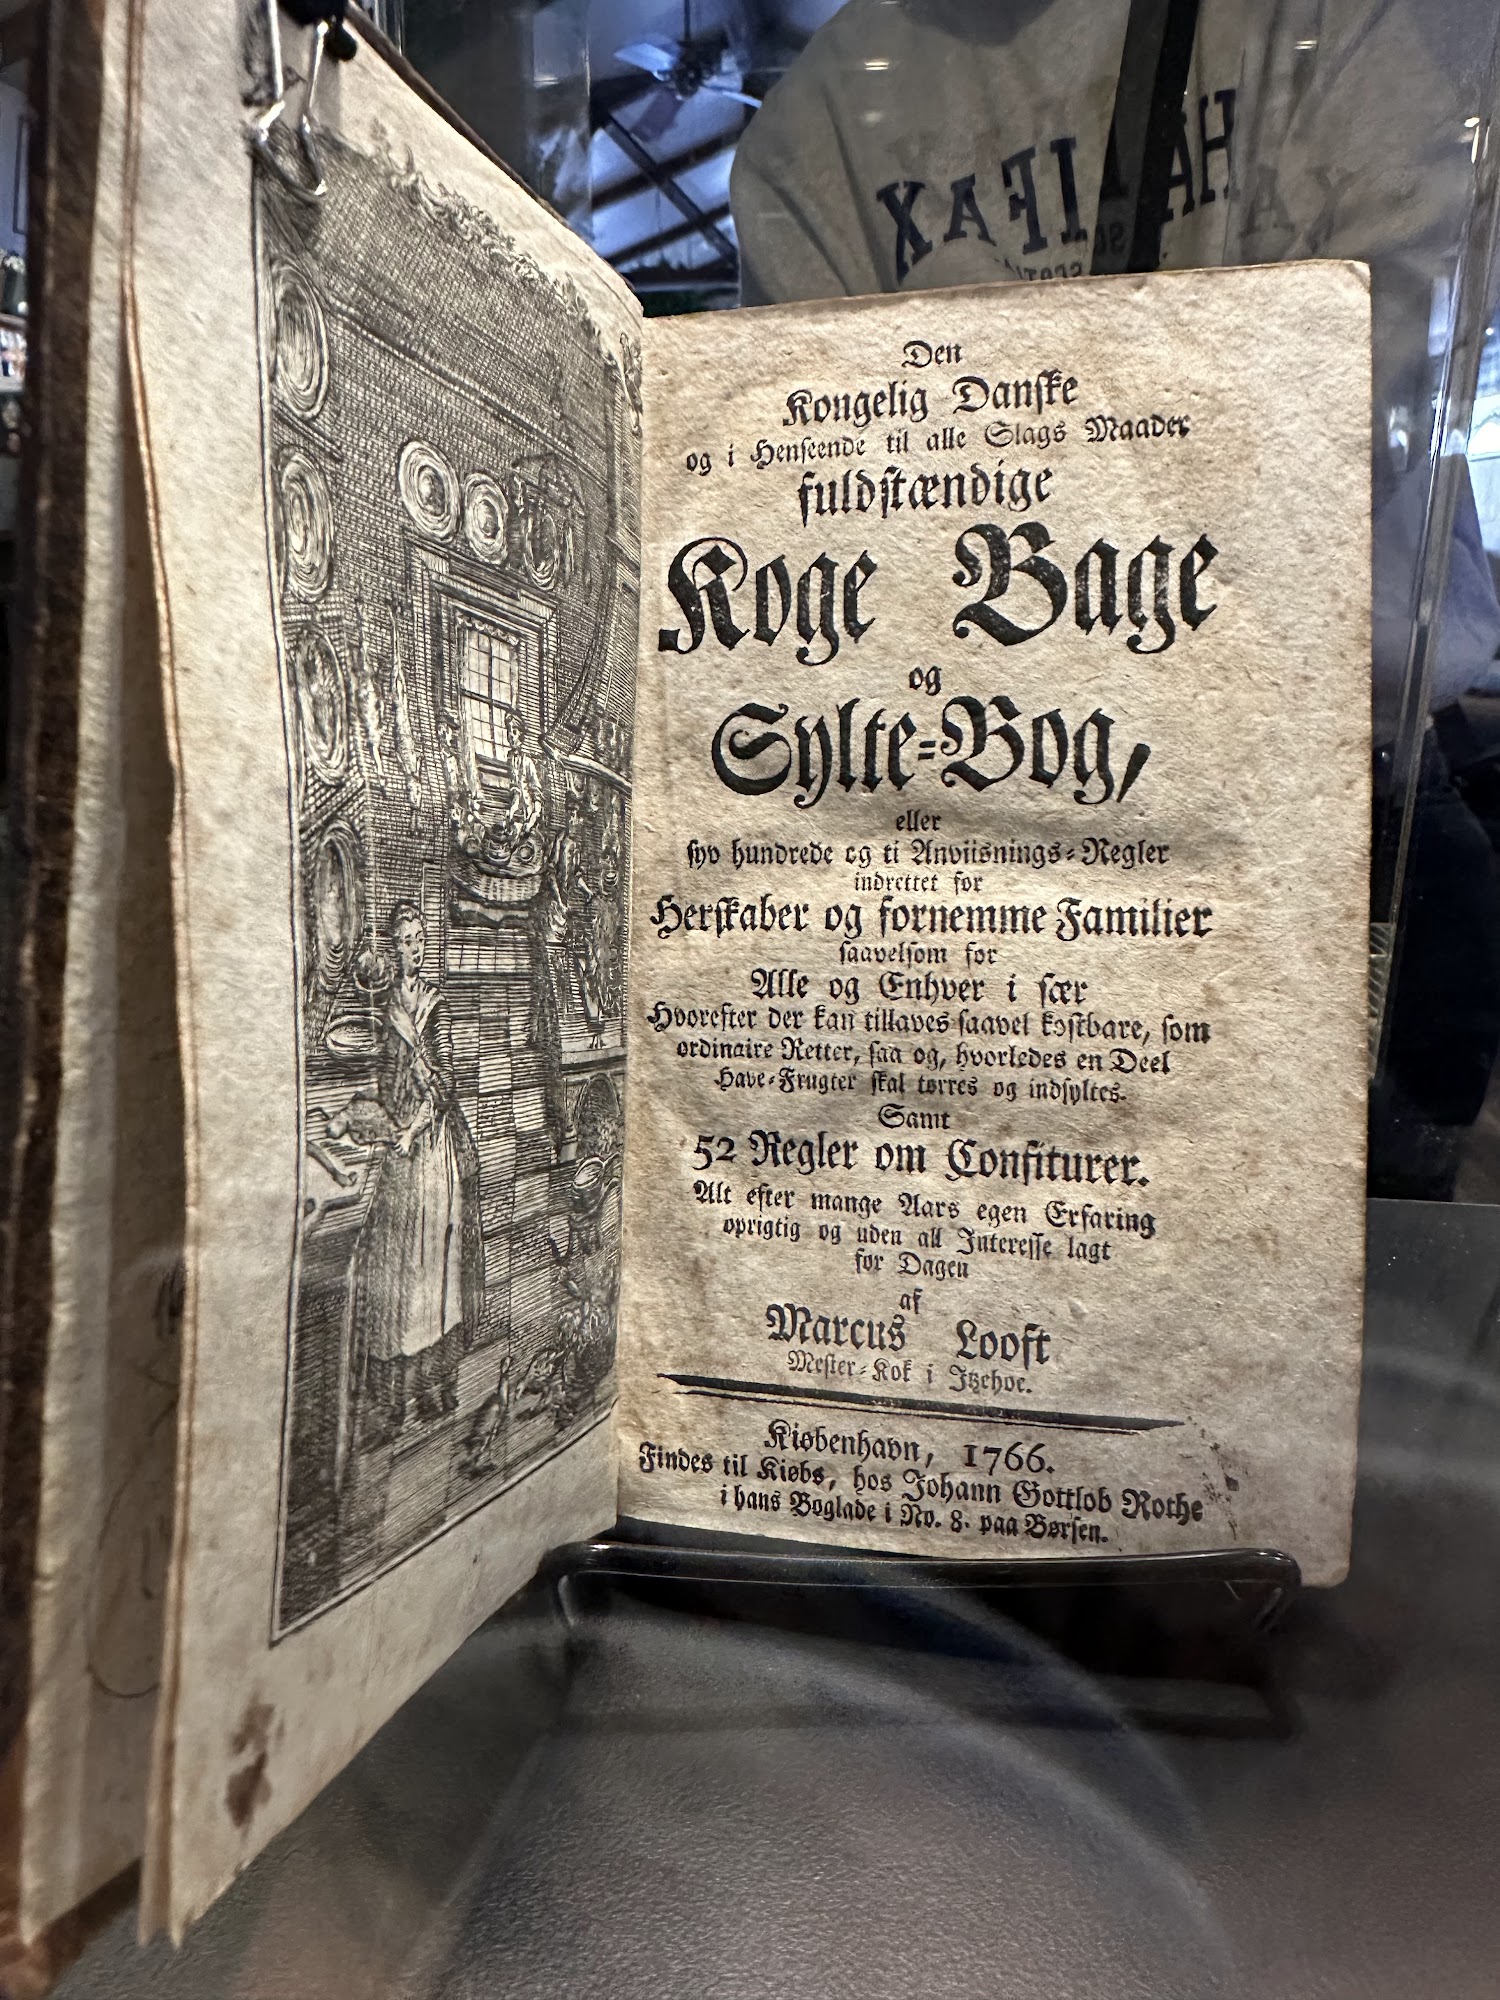 Den
Kongelig Danske
og i Henseende til alle Slags Maader
fuldstændige
Koge Bage
og
Sylte=Bog,
eller
syv hundrede og ti Anviisnings=Regler
indrettet for
Herskaber og fornemme Familier
saavelsom for
Alle og Enhver i sær
Hvorefter der kan tillaves saavel kostbare, som
ordinaire Retter, saa og, hvorledes en Deel
Have=Frugter skal tørres og indsyltes.
Samt
52 Regler om Confiturer.
Alt efter mange Aars egen Erfaring
oprigtig og uden all Interesse lagt
for Dagen
af
Marcus Looft
Mester=Kok i Itzehoe.
Kiøbenhavn, 1766.
Findes til Kiøbs, hos Johann Gottlob Rothe
i hans Boglade i No. 8. paa Børsen.
HALIFAX